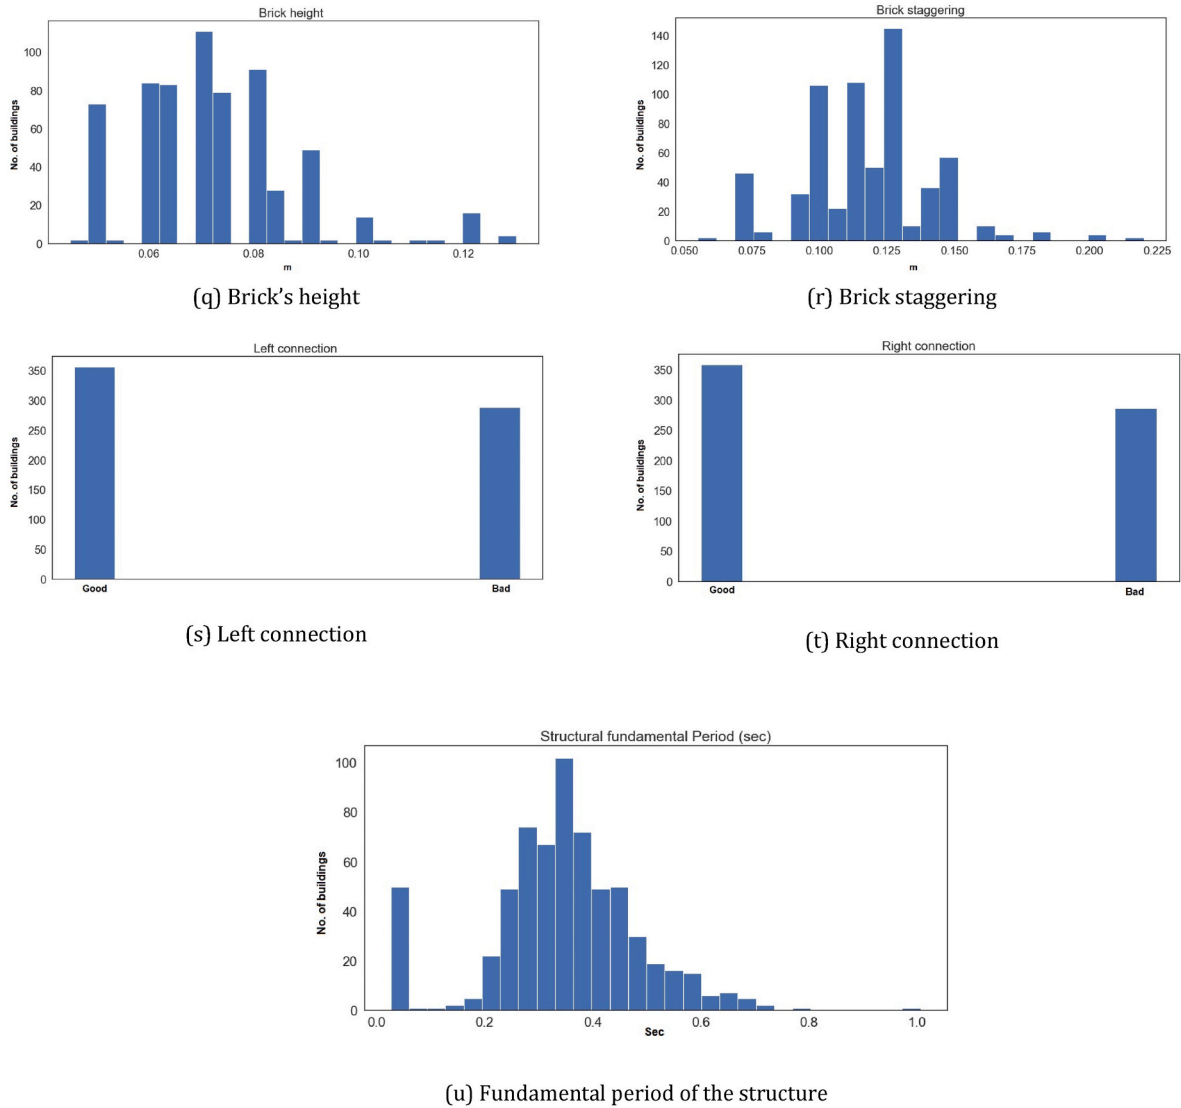 Brick height
No. of buildings
100
80
60
40
20
0
0.06 0.08 0.10 0.12
m
(q) Brick’s height
Brick staggering
No. of buildings
140
120
100
80
60
40
20
0
0.050 0.075 0.100 0.125 0.150 0.175 0.200 0.225
m
(r) Brick staggering
Left connection
No. of buildings
350
300
250
200
150
100
50
0
Good Bad
(s) Left connection
Right connection
No. of buildings
350
300
250
200
150
100
50
0
Good Bad
(t) Right connection
Structural fundamental Period (sec)
No. of buildings
100
80
60
40
20
0
0.0 0.2 0.4 0.6 0.8 1.0
Sec
(u) Fundamental period of the structure